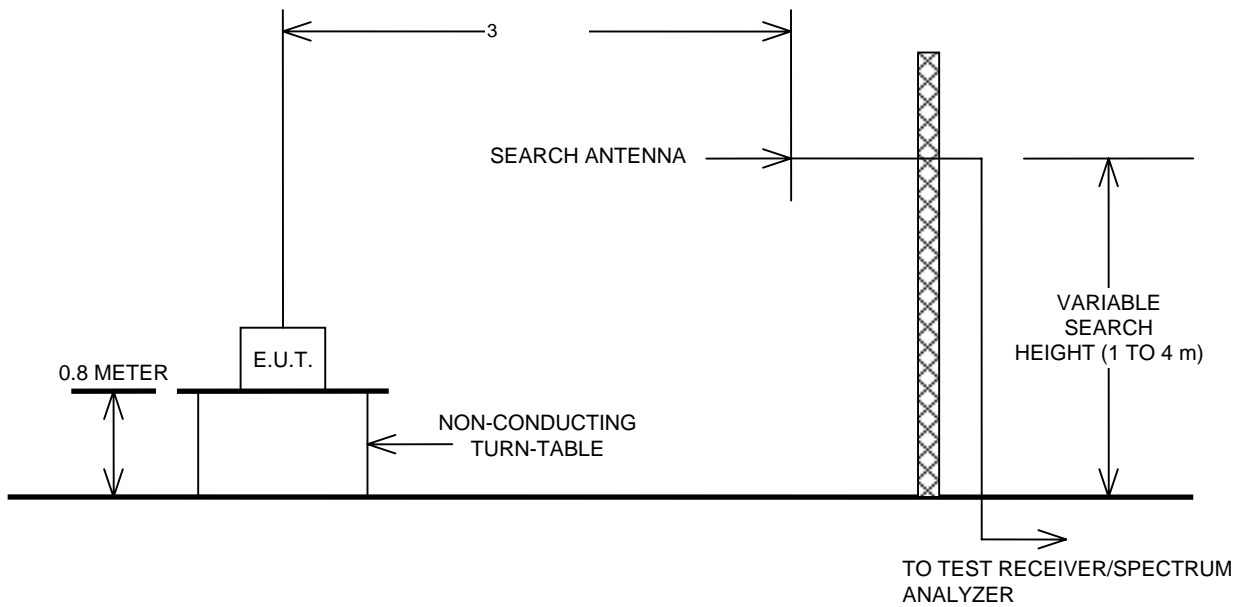 3
SEARCH ANTENNA
VARIABLE
SEARCH
HEIGHT (1 TO 4 m)
E.U.T.
0.8 METER
NON-CONDUCTING
TURN-TABLE
TO TEST RECEIVER/SPECTRUM
ANALYZER